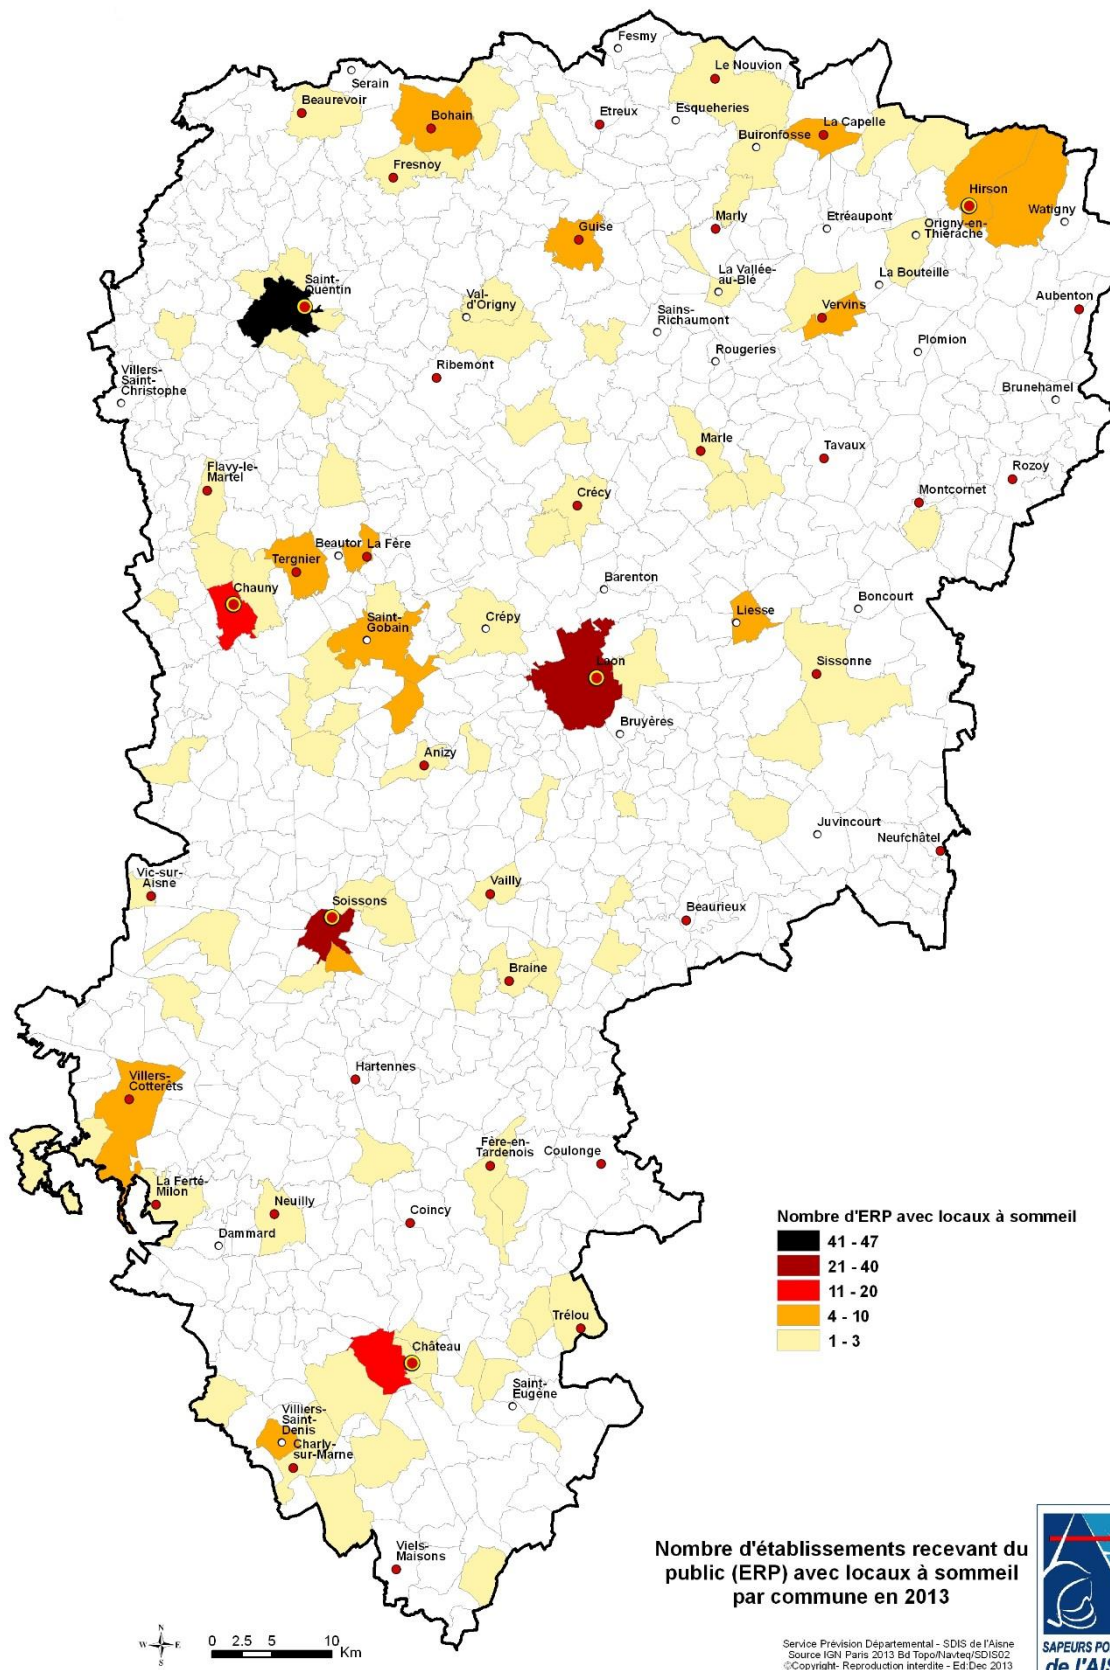 Fesmy
Le Nouvion
Serain
Beaurevoir
Bohain
Etreux
Esqueheries
La Capelle
Buironfosse
Fresnoy
Hirson
Guise
Marly
Etréaupont
Origny-en-
Thiérache
Watigny
La Vallée-
au-Blé
La Bouteille
Saint-
Quentin
Val-
d'Origny
Sains-
Richaumont
Vervins
Aubenton
Rougeries
Plomion
Villers-
Saint-
Christophe
Ribemont
Brunehamel
Marle
Tavaux
Flavy-le-
Martel
Rozoy
Crécy
Montcornet
Beautor
La Fère
Tergnier
Chauny
Barenton
Liesse
Boncourt
Saint-
Gobain
Crépy
Laon
Sissonne
Bruyères
Anizy
Juvincourt
Neufchâtel
Vic-sur-
Aisne
Vailly
Soissons
Beaurieux
Braine
Hartennes
Villers-
Cotterêts
Fère-en-
Tardenois
Coulonge
La Ferté-
Milon
Neuilly
Coincy
Dammard
Nombre d'ERP avec locaux à sommeil
41 - 47
21 - 40
11 - 20
4 - 10
1 - 3
Trélou
Château
Saint-
Eugène
Villiers-
Saint-
Denis
Charly-
sur-Marne
Viels-
Maisons
Nombre d'établissements recevant du
public (ERP) avec locaux à sommeil
par commune en 2013
N
W E
S
0 2.5 5 10
Km
Service Prévision Départemental - SDIS de l'Aisne
Source IGN Paris 2013 Bd Topo/Navteq/SDIS02
©Copyright- Reproduction interdite - Ed:Dec 2013
SAPEURS PO
de l'AIS